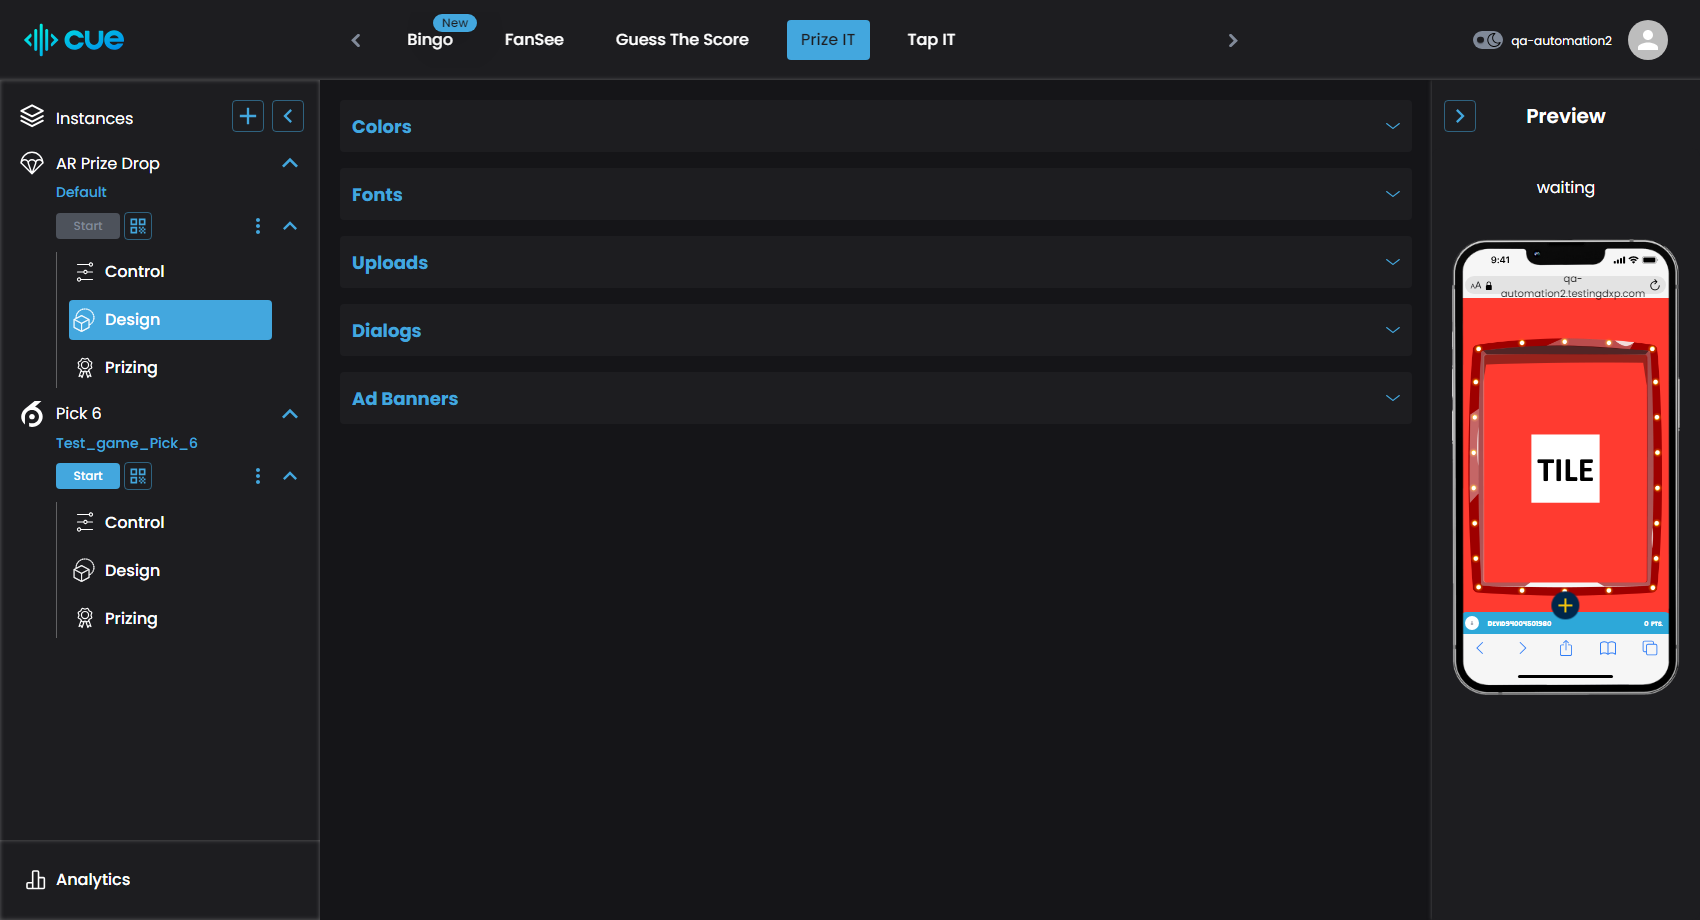 cue
Bingo
New
FanSee
Guess The Score
Prize IT
Tap IT
qa-automation2
Instances
AR Prize Drop
Default
Start
Control
Design
Prizing
Pick 6
Test_game_Pick_6
Start
Control
Design
Prizing
Analytics
Colors
Fonts
Uploads
Dialogs
Ad Banners
Preview
waiting
9:41
AA
qa-
automation2.testingdxp.com
TILE
0 PTS.